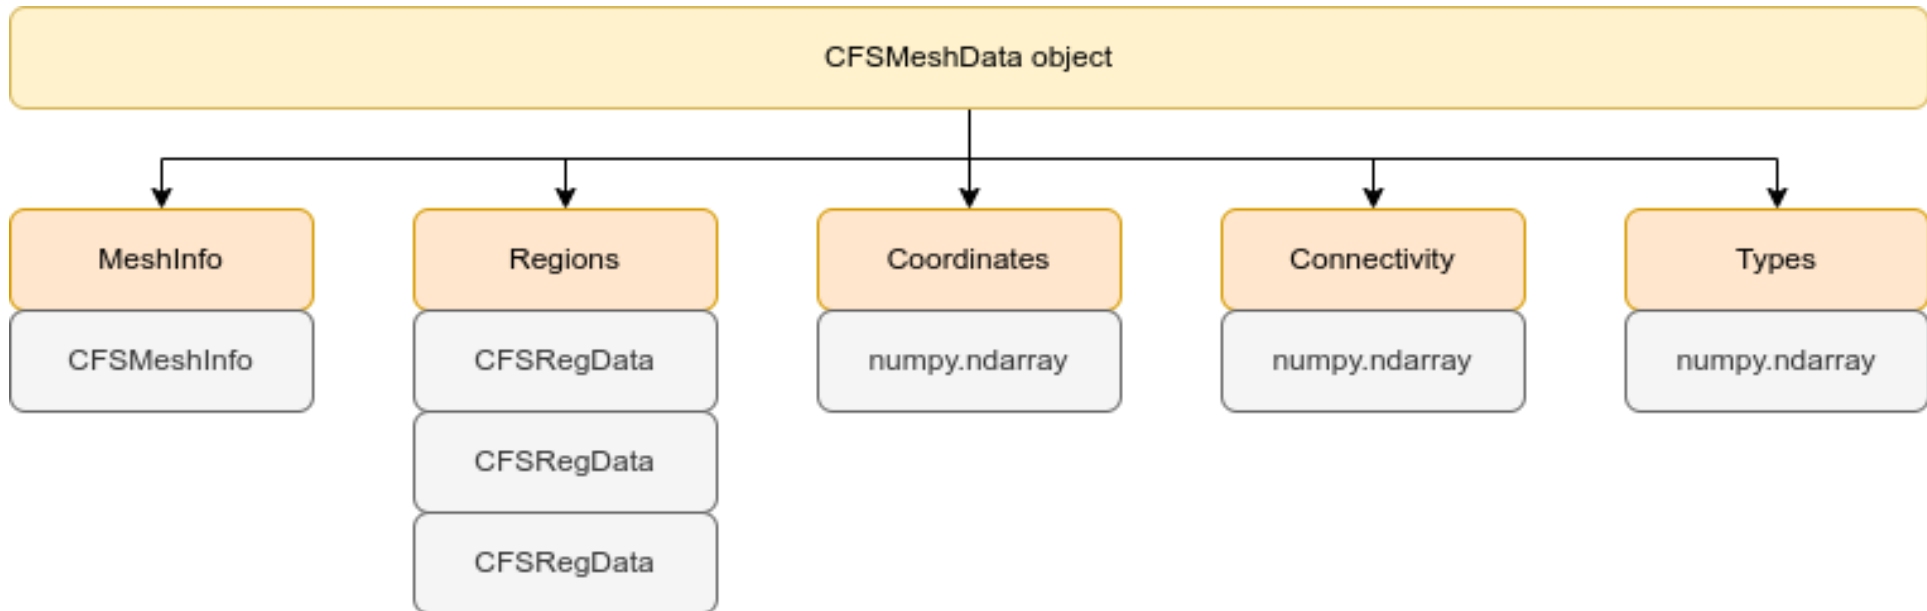 CFSMeshData object
MeshInfo
Regions
Coordinates
Connectivity
Types
CFSMeshInfo
CFSRegData
numpy.ndarray
numpy.ndarray
numpy.ndarray
CFSRegData
CFSRegData